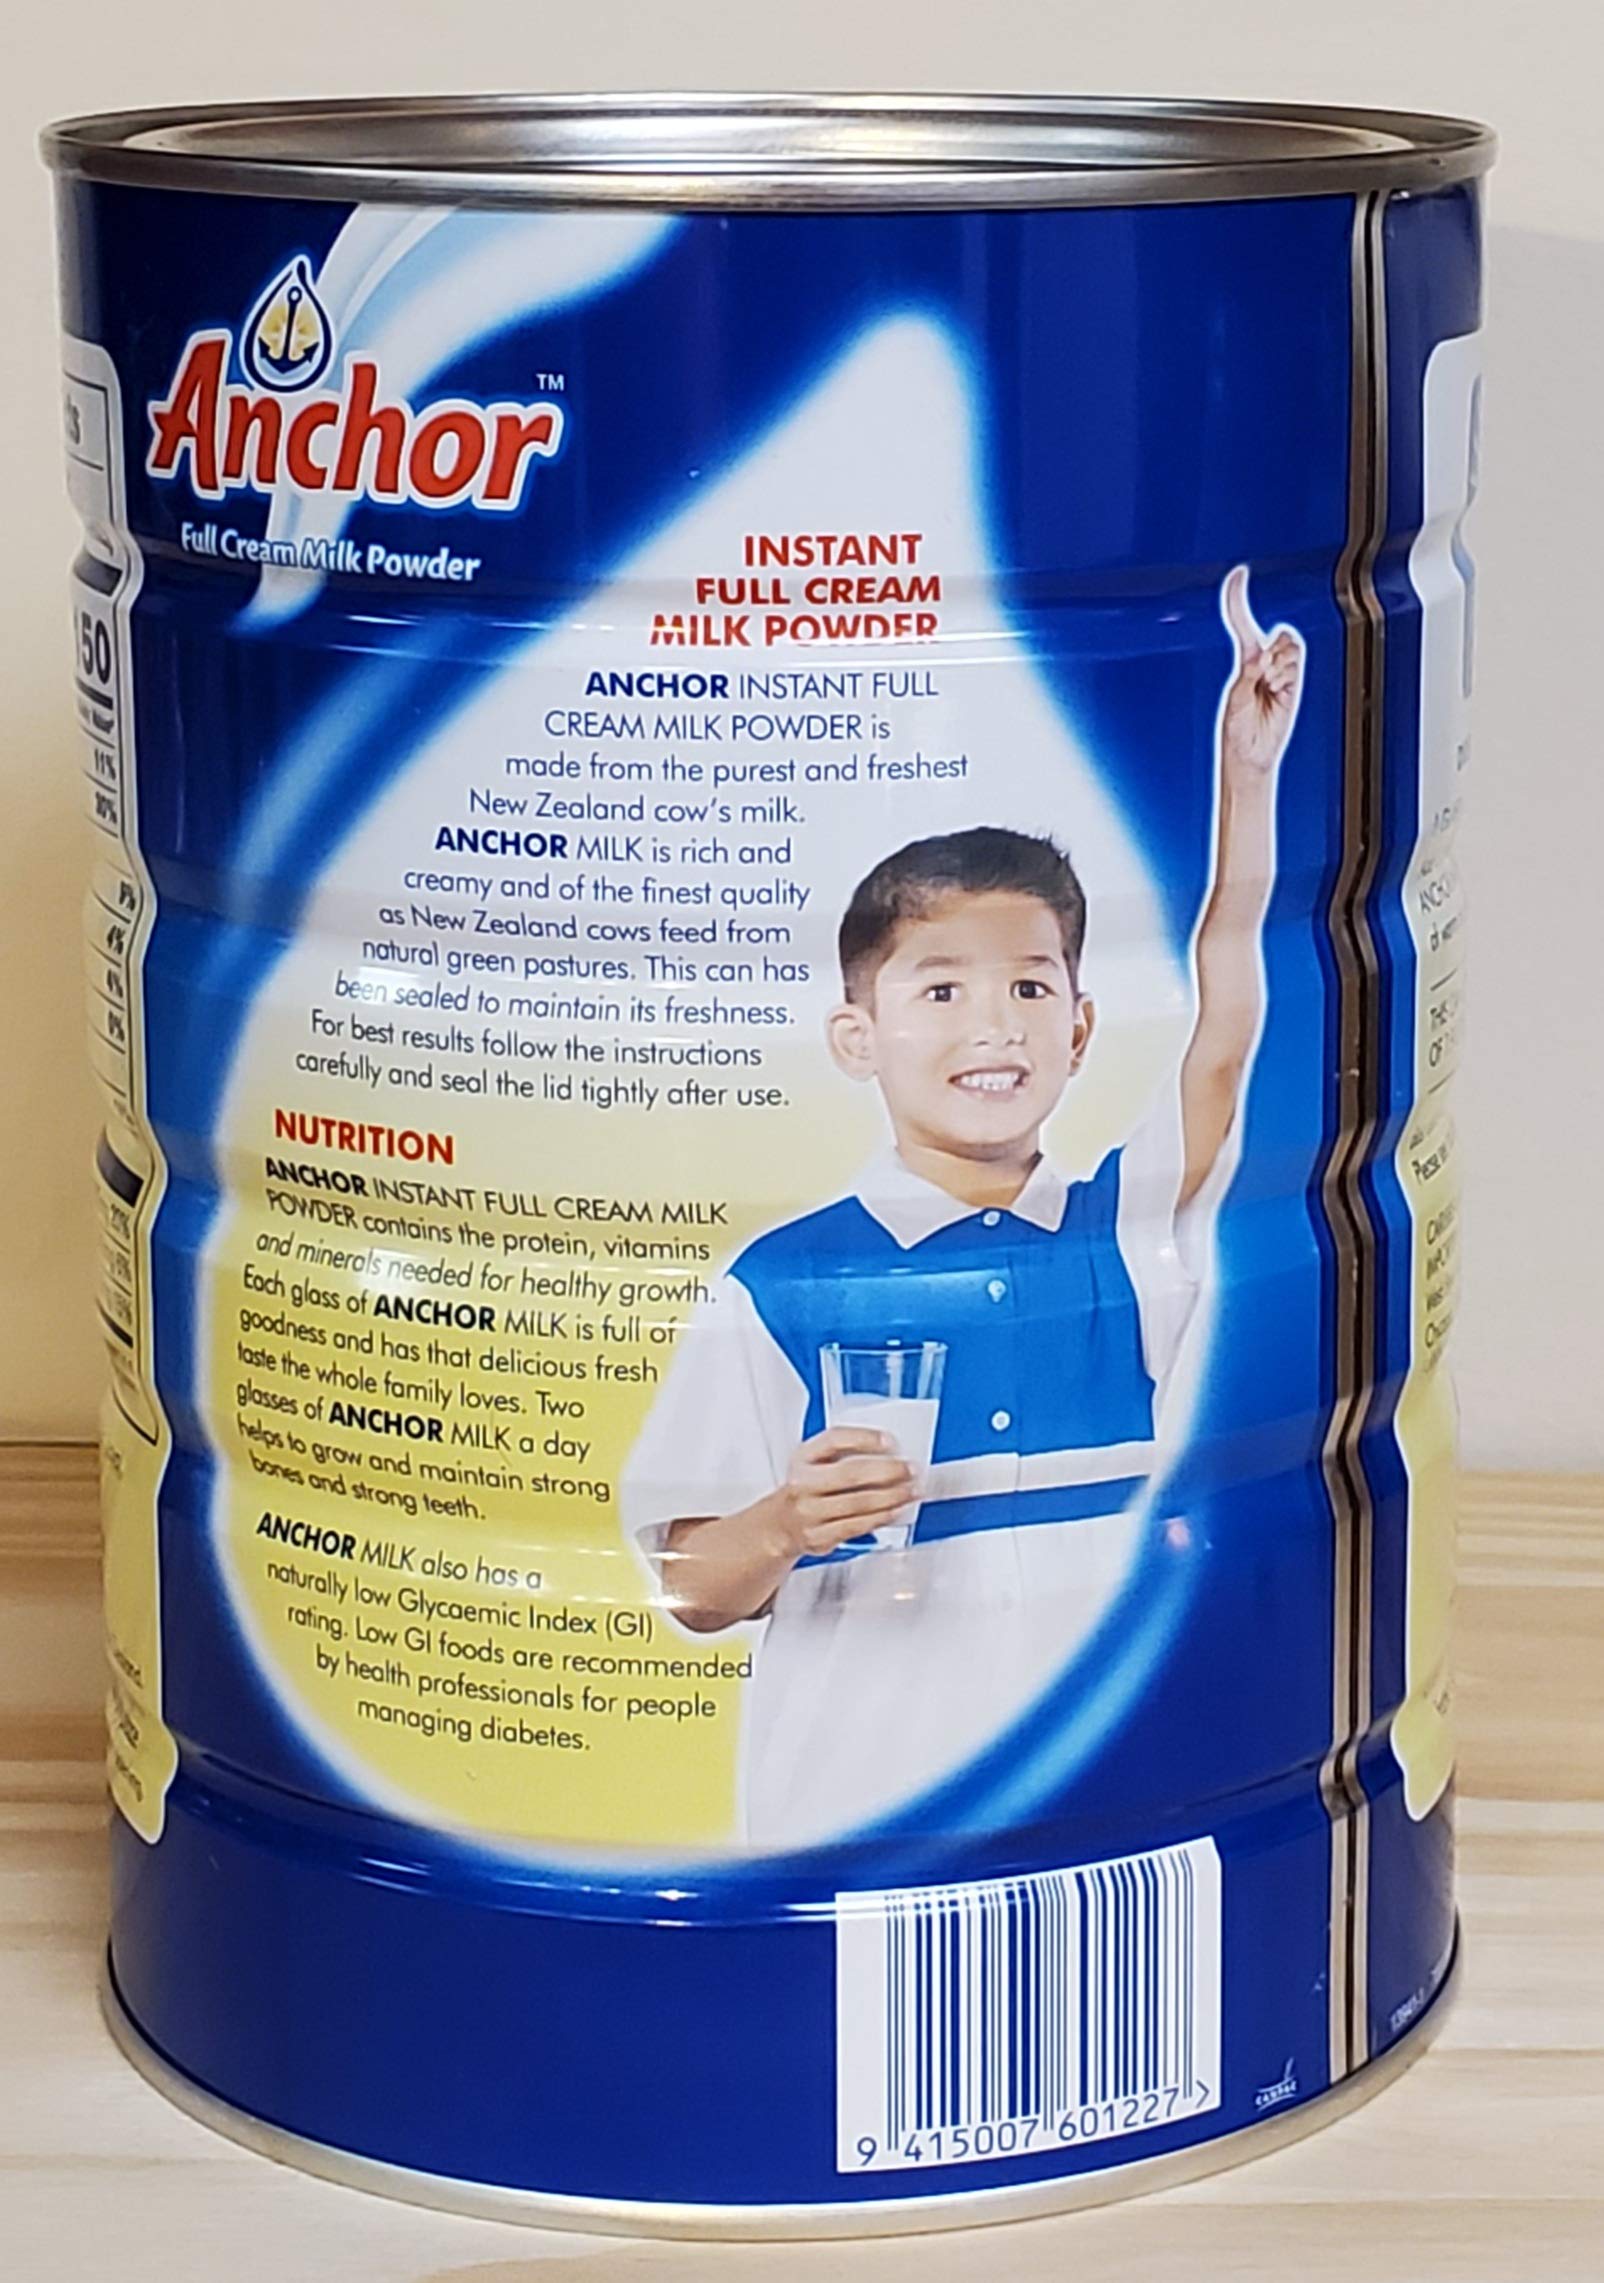 Anchor TM
Full Cream Milk Powder
INSTANT
FULL CREAM
MILK POWDER
ANCHOR INSTANT FULL
CREAM MILK POWDER is
made from the purest and freshest
New Zealand cow's milk.
ANCHOR MILK is rich and
creamy and of the finest quality
as New Zealand cows feed from
natural green pastures. This can has
been sealed to maintain its freshness.
For best results follow the instructions
carefully and seal the lid tightly after use.
NUTRITION
ANCHOR INSTANT FULL CREAM MILK
POWDER contains the protein, vitamins
and minerals needed for healthy growth.
Each glass of ANCHOR MILK is full of
goodness and has that delicious fresh
taste the whole family loves. Two
glasses of ANCHOR MILK a day
helps to grow and maintain strong
bones and strong teeth.
ANCHOR MILK also has a
naturally low Glycaemic Index (GI)
rating. Low GI foods are recommended
by health professionals for people
managing diabetes.
9 415007 601227 >
50
11%
4%
4%
0%